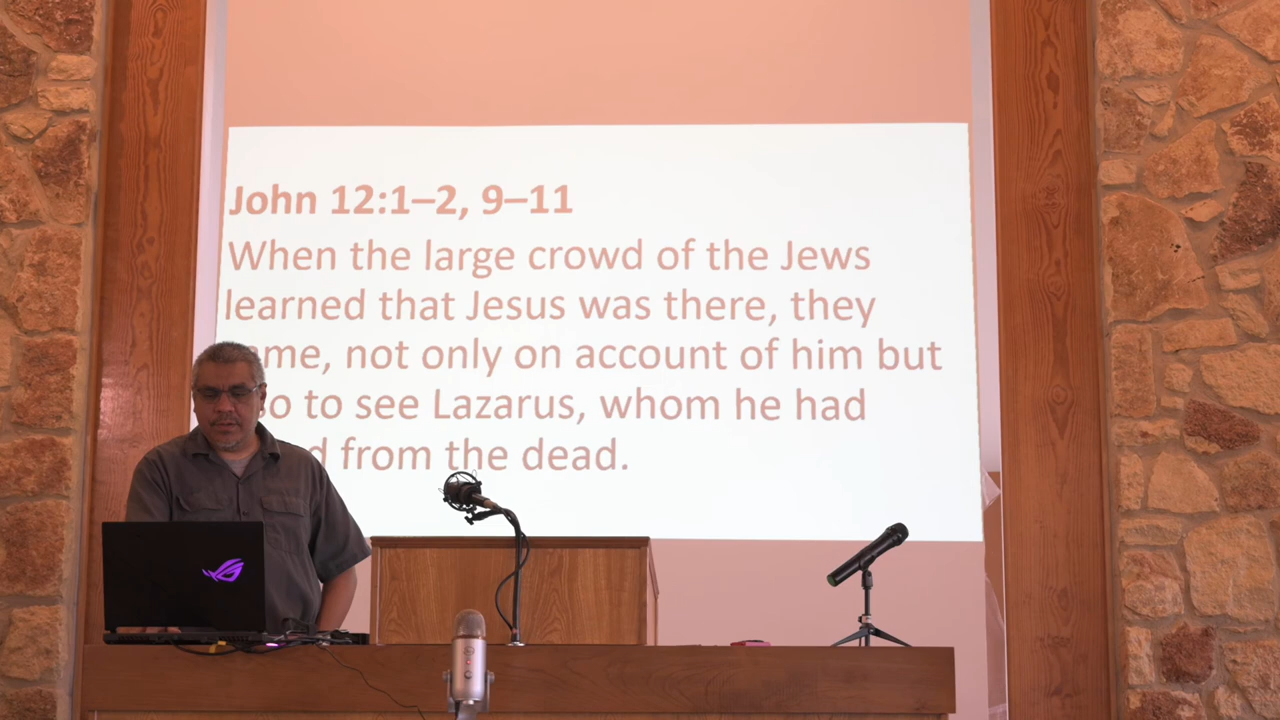 John 12:1–2, 9–11
When the large crowd of the Jews
learned that Jesus was there, they
ame, not only on account of him but
o to see Lazarus, whom he had
d from the dead.